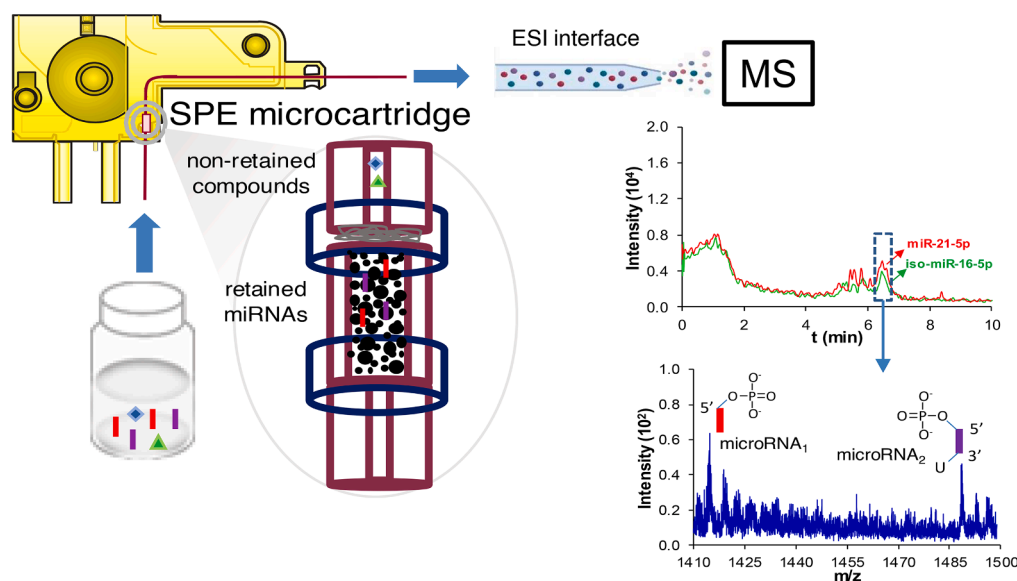 ESI interface
MS
SPE microcartridge
non-retained
compounds
retained
miRNAs
Intensity (10⁴)
2.0
1.6
1.2
0.8
0.4
0.0
0
2
4
6
8
10
t (min)
miR-21-5p
iso-miR-16-5p
Intensity (10²)
1.0
0.8
0.6
0.4
0.2
0.0
1410
1425
1440
1455
1470
1485
1500
m/z
5′
O
P
O
O⁻
O⁻
microRNA₁
O⁻
O
P
O
O⁻
5′
3′
U
microRNA₂